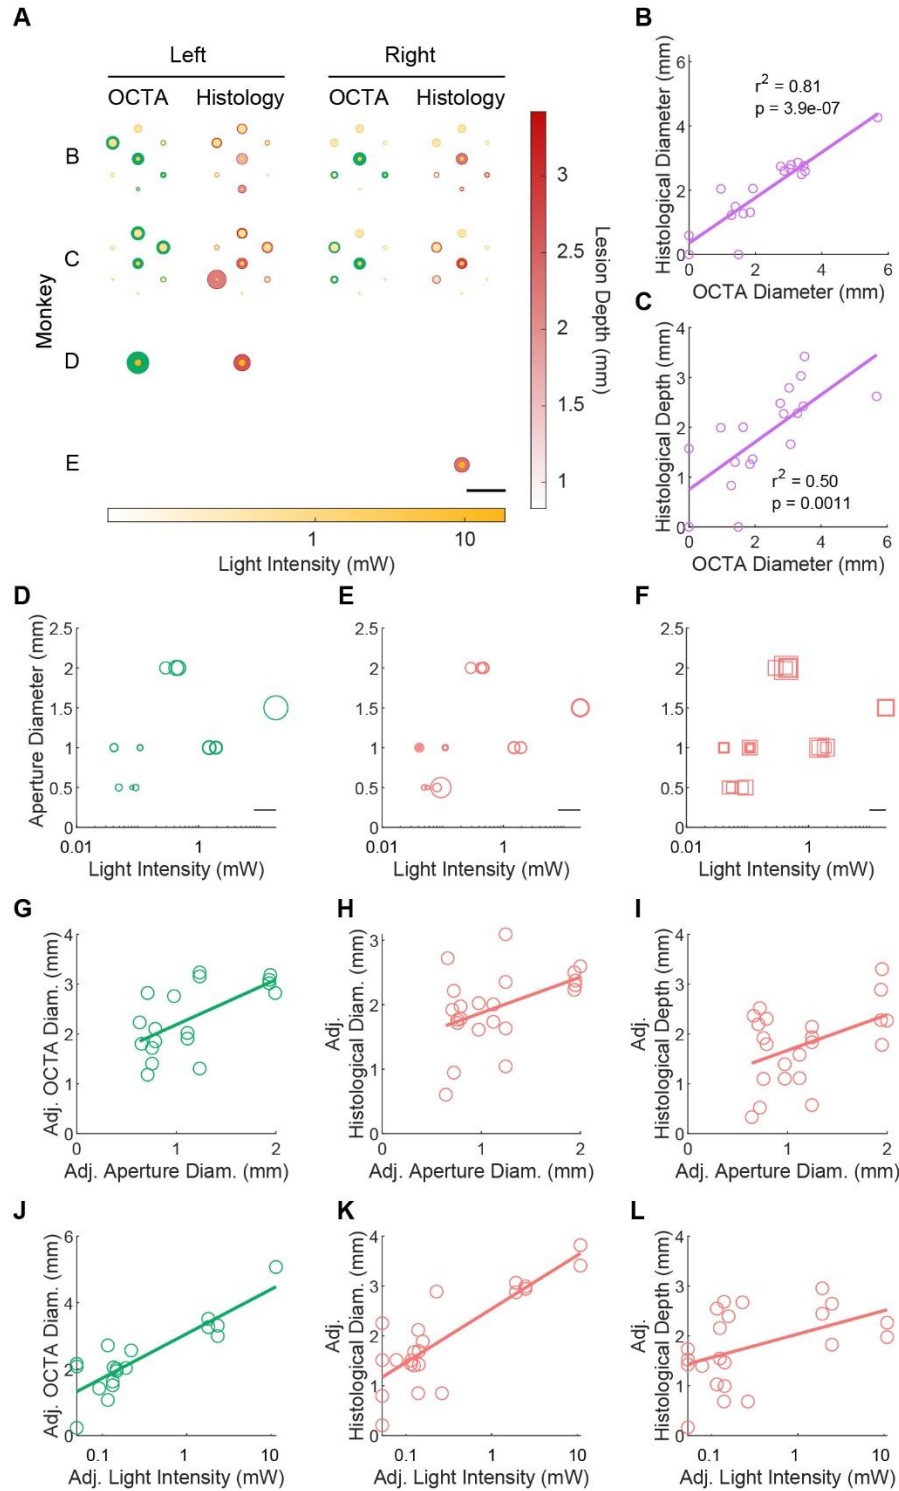 A
Left
Right
OCTA
Histology
OCTA
Histology
Monkey
B
C
D
E
3
2.5
2
1.5
1
Lesion Depth (mm)
1
10
Light Intensity (mW)
B
Histological Diameter (mm)
6
4
2
0
r² = 0.81
p = 3.9e-07
0
2
4
6
OCTA Diameter (mm)
C
Histological Depth (mm)
4
3
2
1
0
r² = 0.50
p = 0.0011
0
2
4
6
OCTA Diameter (mm)
D
Aperture Diameter (mm)
2.5
2
1.5
1
0.5
0
0.01
1
Light Intensity (mW)
E
2.5
2
1.5
1
0.5
0
0.01
1
Light Intensity (mW)
F
2.5
2
1.5
1
0.5
0
0.01
1
Light Intensity (mW)
G
Adj. OCTA Diam. (mm)
4
3
2
1
0
0
1
2
Adj. Aperture Diam. (mm)
H
Adj.
Histological Diam. (mm)
3
2
1
0
0
1
2
Adj. Aperture Diam. (mm)
I
Adj.
Histological Depth (mm)
4
3
2
1
0
0
1
2
Adj. Aperture Diam. (mm)
J
Adj. OCTA Diam. (mm)
6
4
2
0
0.1
1
10
Adj. Light Intensity (mW)
K
Adj.
Histological Diam. (mm)
4
3
2
1
0
0.1
1
10
Adj. Light Intensity (mW)
L
Adj.
Histological Depth (mm)
4
3
2
1
0
0.1
1
10
Adj. Light Intensity (mW)